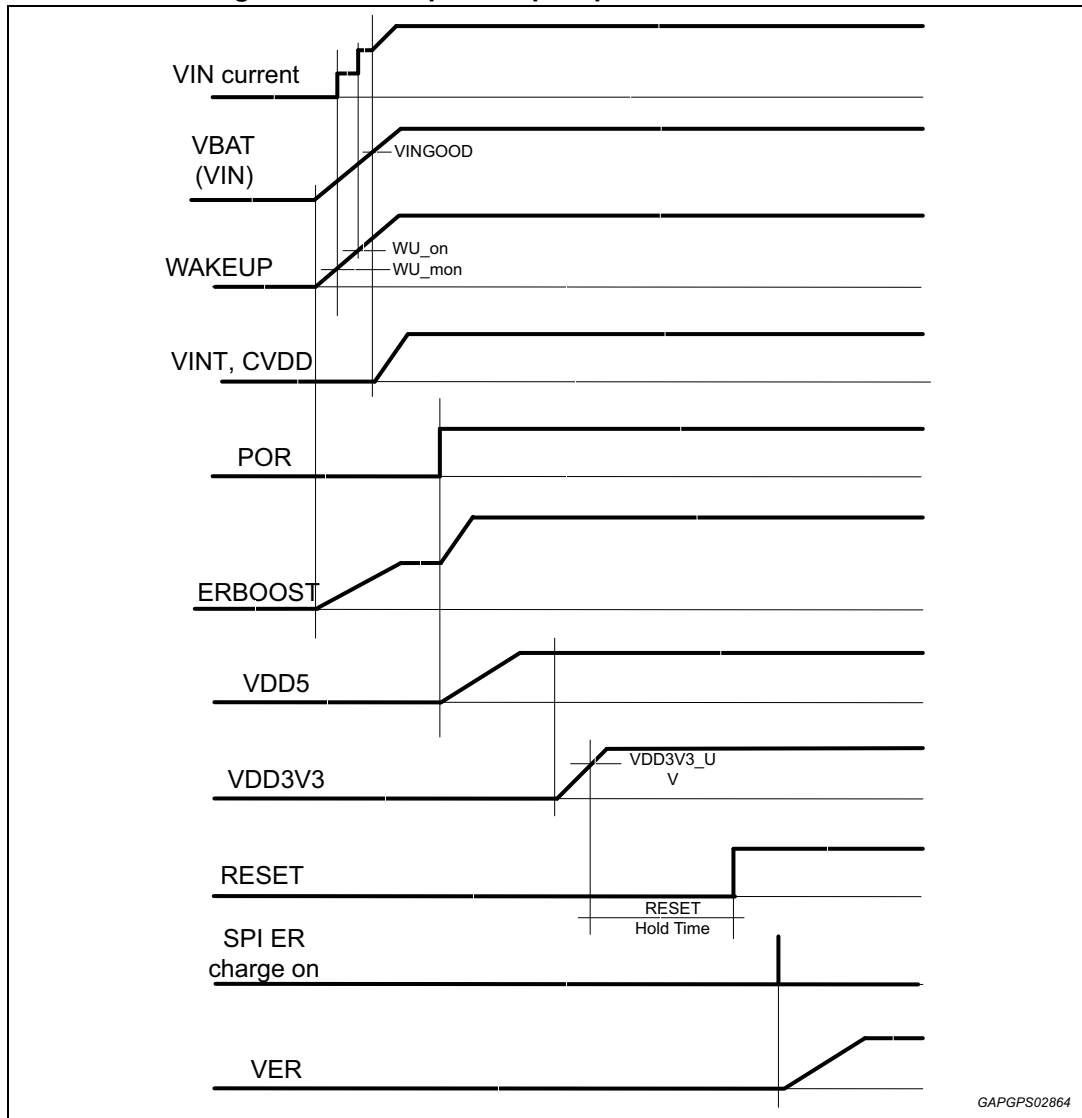 VIN current
VBAT
(VIN)
VINGOOD
WAKEUP
WU_on
WU_mon
VINT, CVDD
POR
ERBOOST
VDD5
VDD3V3
VDD3V3_U
V
RESET
RESET
Hold Time
SPI ER
charge on
VER
GAPGPS02864